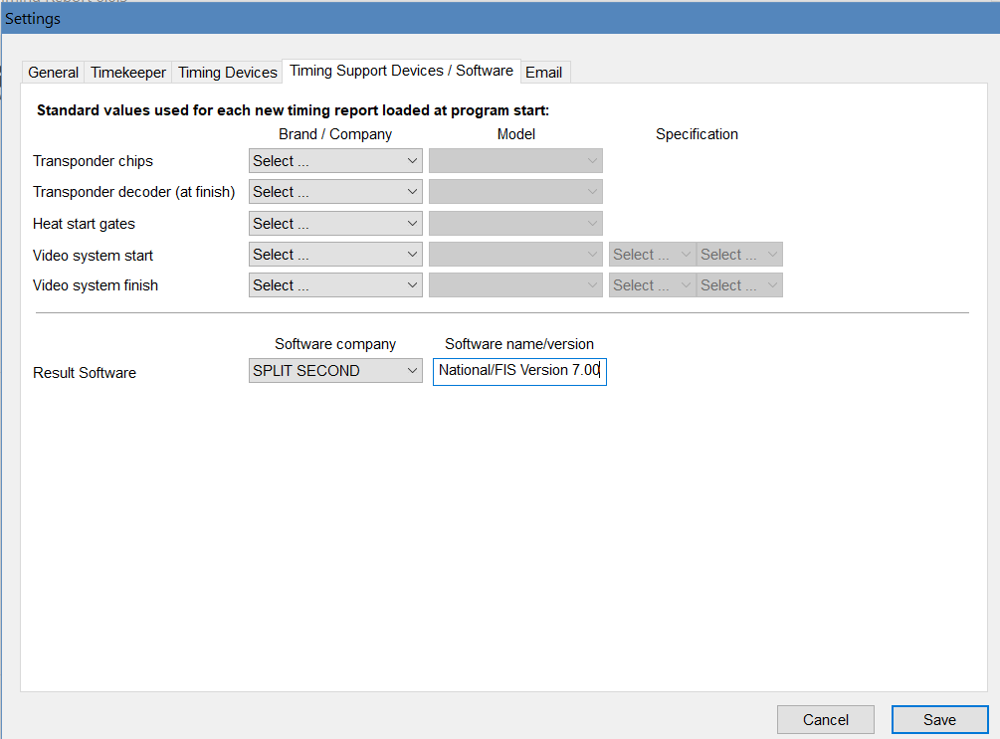 Settings
General Timekeeper Timing Devices Timing Support Devices / Software Email
Standard values used for each new timing report loaded at program start:
Brand / Company Model Specification
Transponder chips Select ...
Transponder decoder (at finish) Select ...
Heat start gates Select ...
Video system start Select ... Select ... Select ...
Video system finish Select ... Select ... Select ...
Software company Software name/version
Result Software SPLIT SECOND National/FIS Version 7.00
Cancel Save